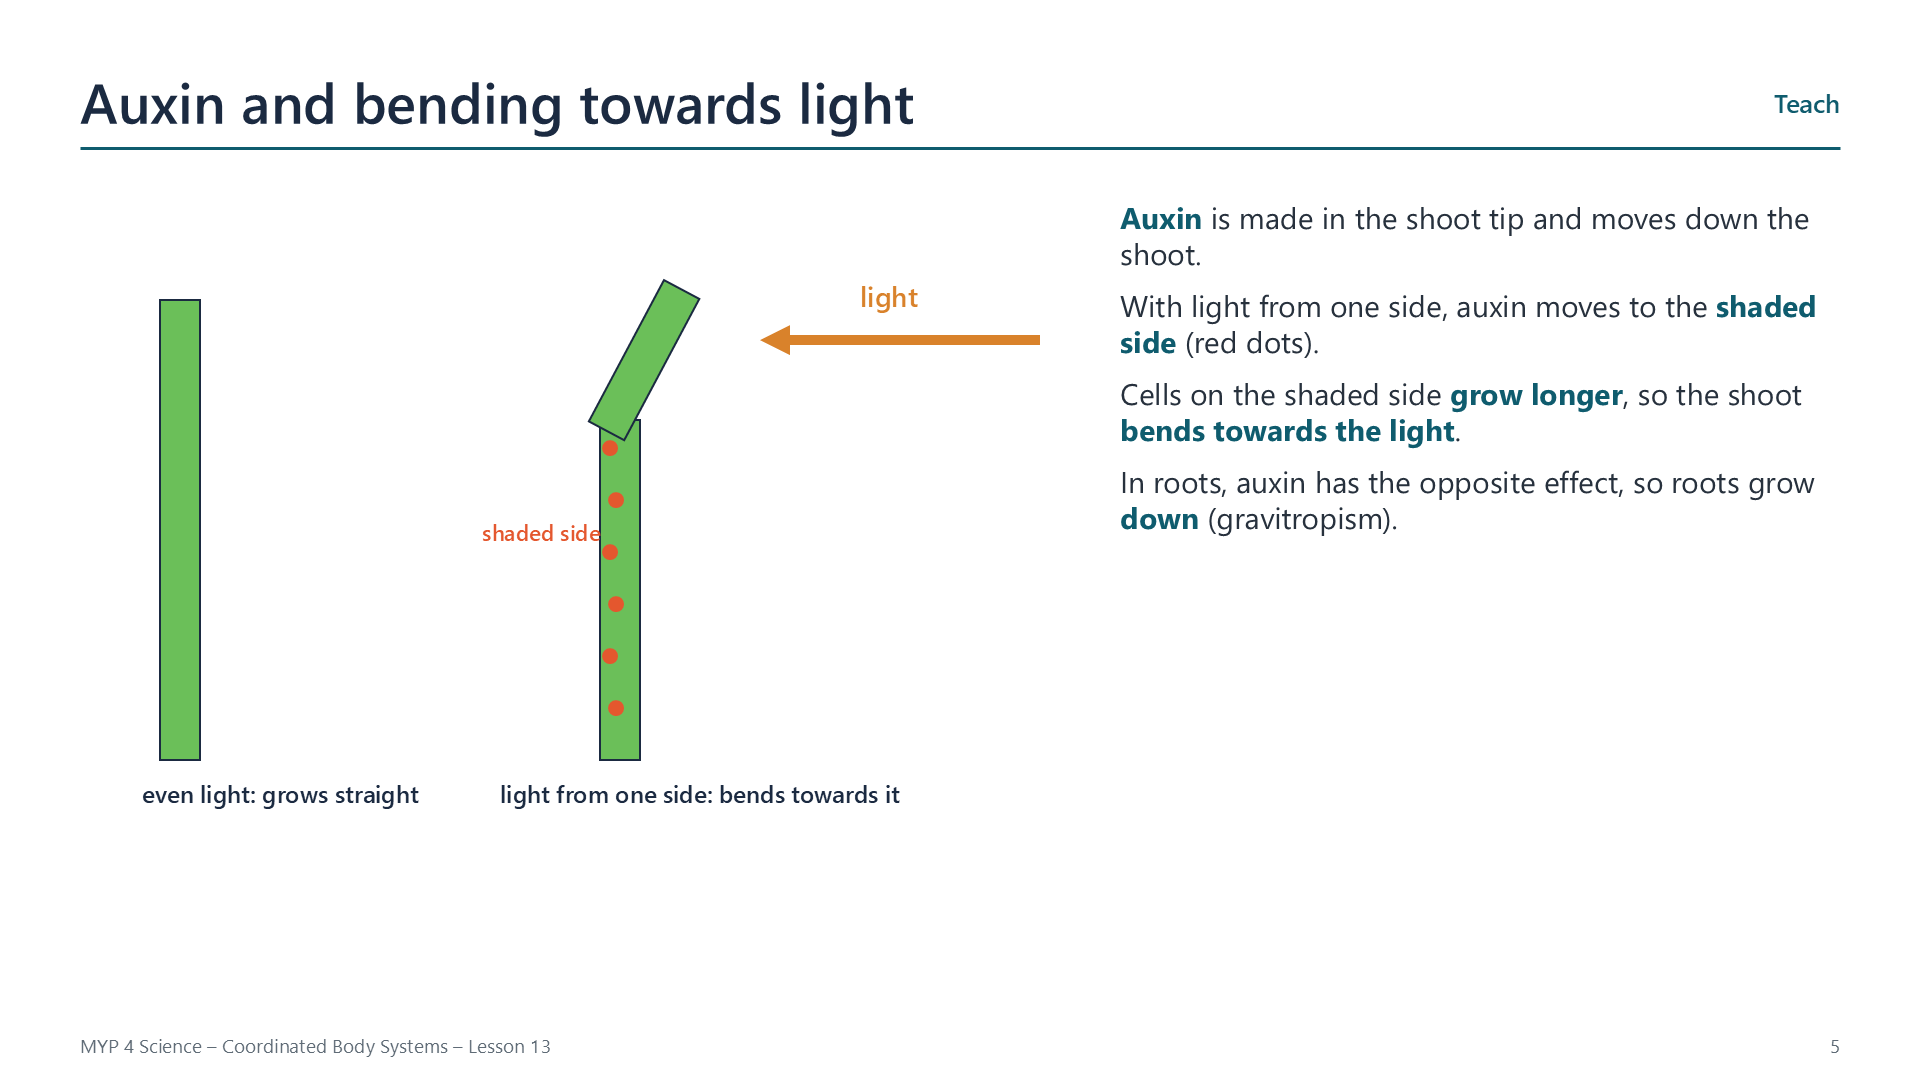 Auxin and bending towards light
Teach
Auxin is made in the shoot tip and moves down the
shoot.
With light from one side, auxin moves to the shaded
side (red dots).
Cells on the shaded side grow longer, so the shoot
bends towards the light.
In roots, auxin has the opposite effect, so roots grow
down (gravitropism).
light
shaded side
even light: grows straight
light from one side: bends towards it
MYP 4 Science – Coordinated Body Systems – Lesson 13
5